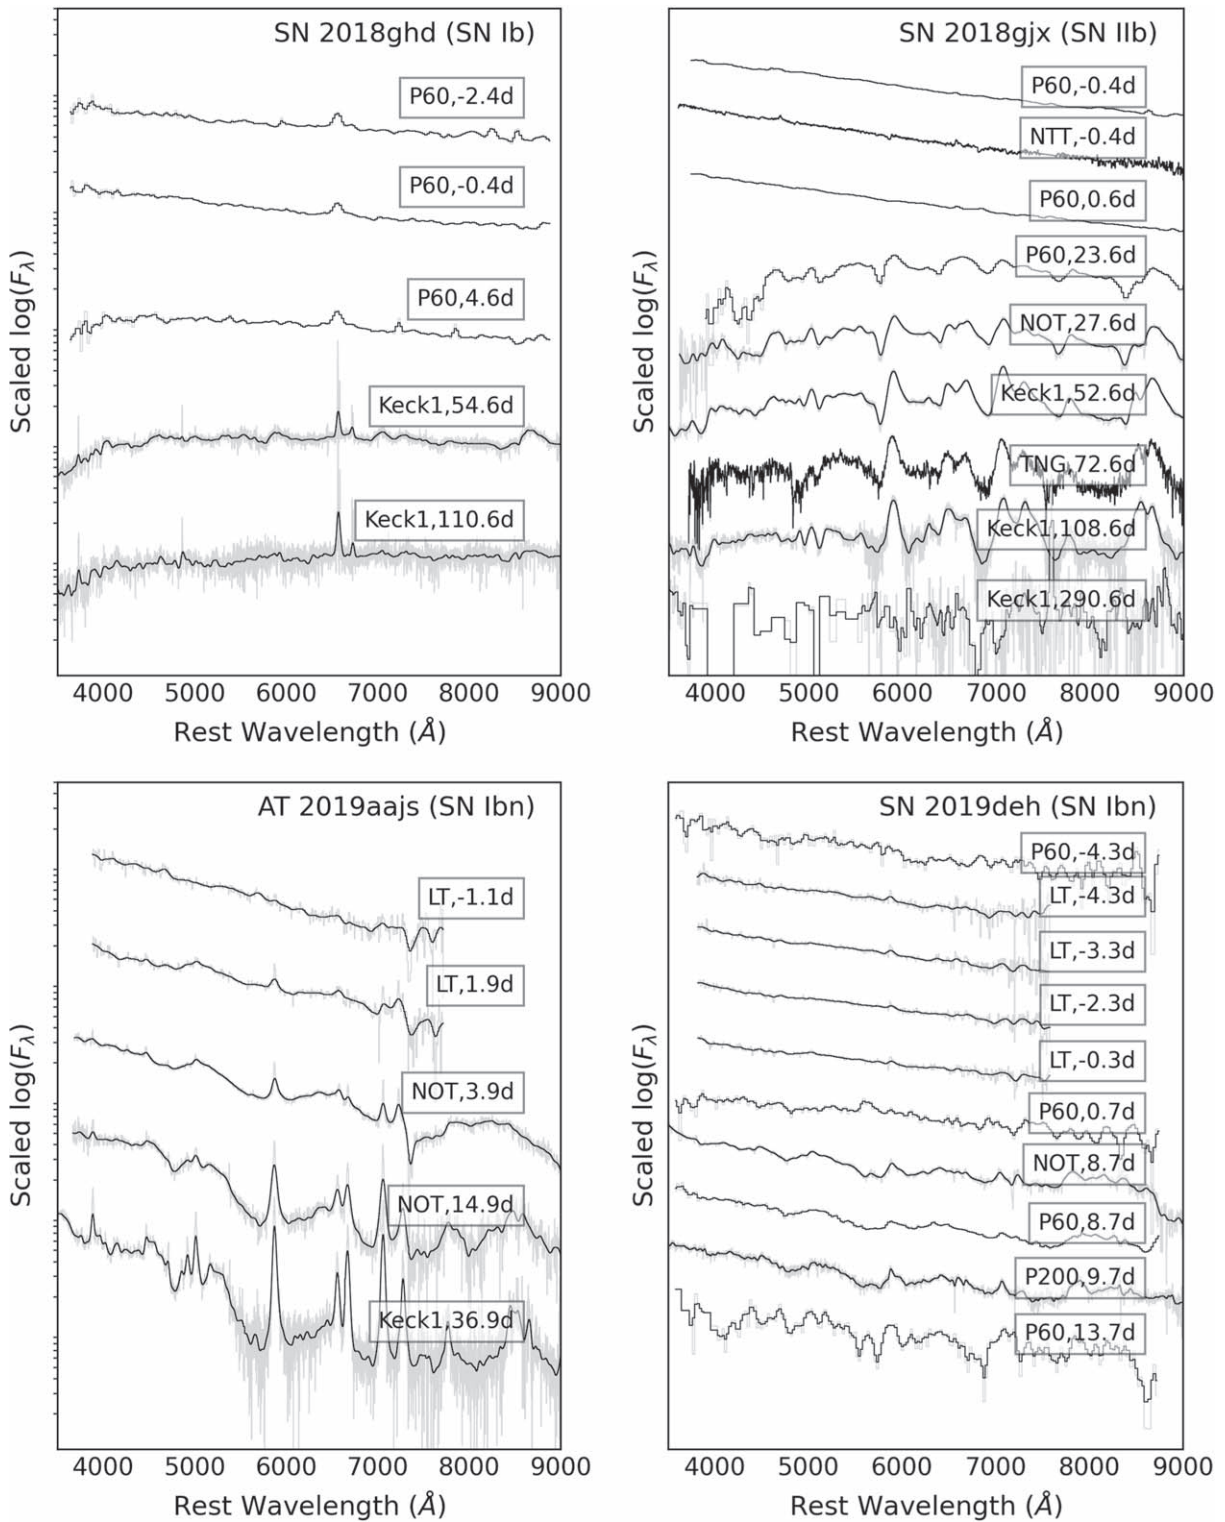 SN 2018ghd (SN Ib)
P60,-2.4d
P60,-0.4d
P60,4.6d
Keck1,54.6d
Keck1,110.6d
Scaled log(Fλ)
4000 5000 6000 7000 8000 9000
Rest Wavelength (Å)
SN 2018gjx (SN IIb)
P60,-0.4d
NTT,-0.4d
P60,0.6d
P60,23.6d
NOT,27.6d
Keck1,52.6d
TNG,72.6d
Keck1,108.6d
Keck1,290.6d
Scaled log(Fλ)
4000 5000 6000 7000 8000 9000
Rest Wavelength (Å)
AT 2019aajs (SN Ibn)
LT,-1.1d
LT,1.9d
NOT,3.9d
NOT,14.9d
Keck1,36.9d
Scaled log(Fλ)
4000 5000 6000 7000 8000 9000
Rest Wavelength (Å)
SN 2019deh (SN Ibn)
P60,-4.3d
LT,-4.3d
LT,-3.3d
LT,-2.3d
LT,-0.3d
P60,0.7d
NOT,8.7d
P60,8.7d
P200,9.7d
P60,13.7d
Scaled log(Fλ)
4000 5000 6000 7000 8000 9000
Rest Wavelength (Å)